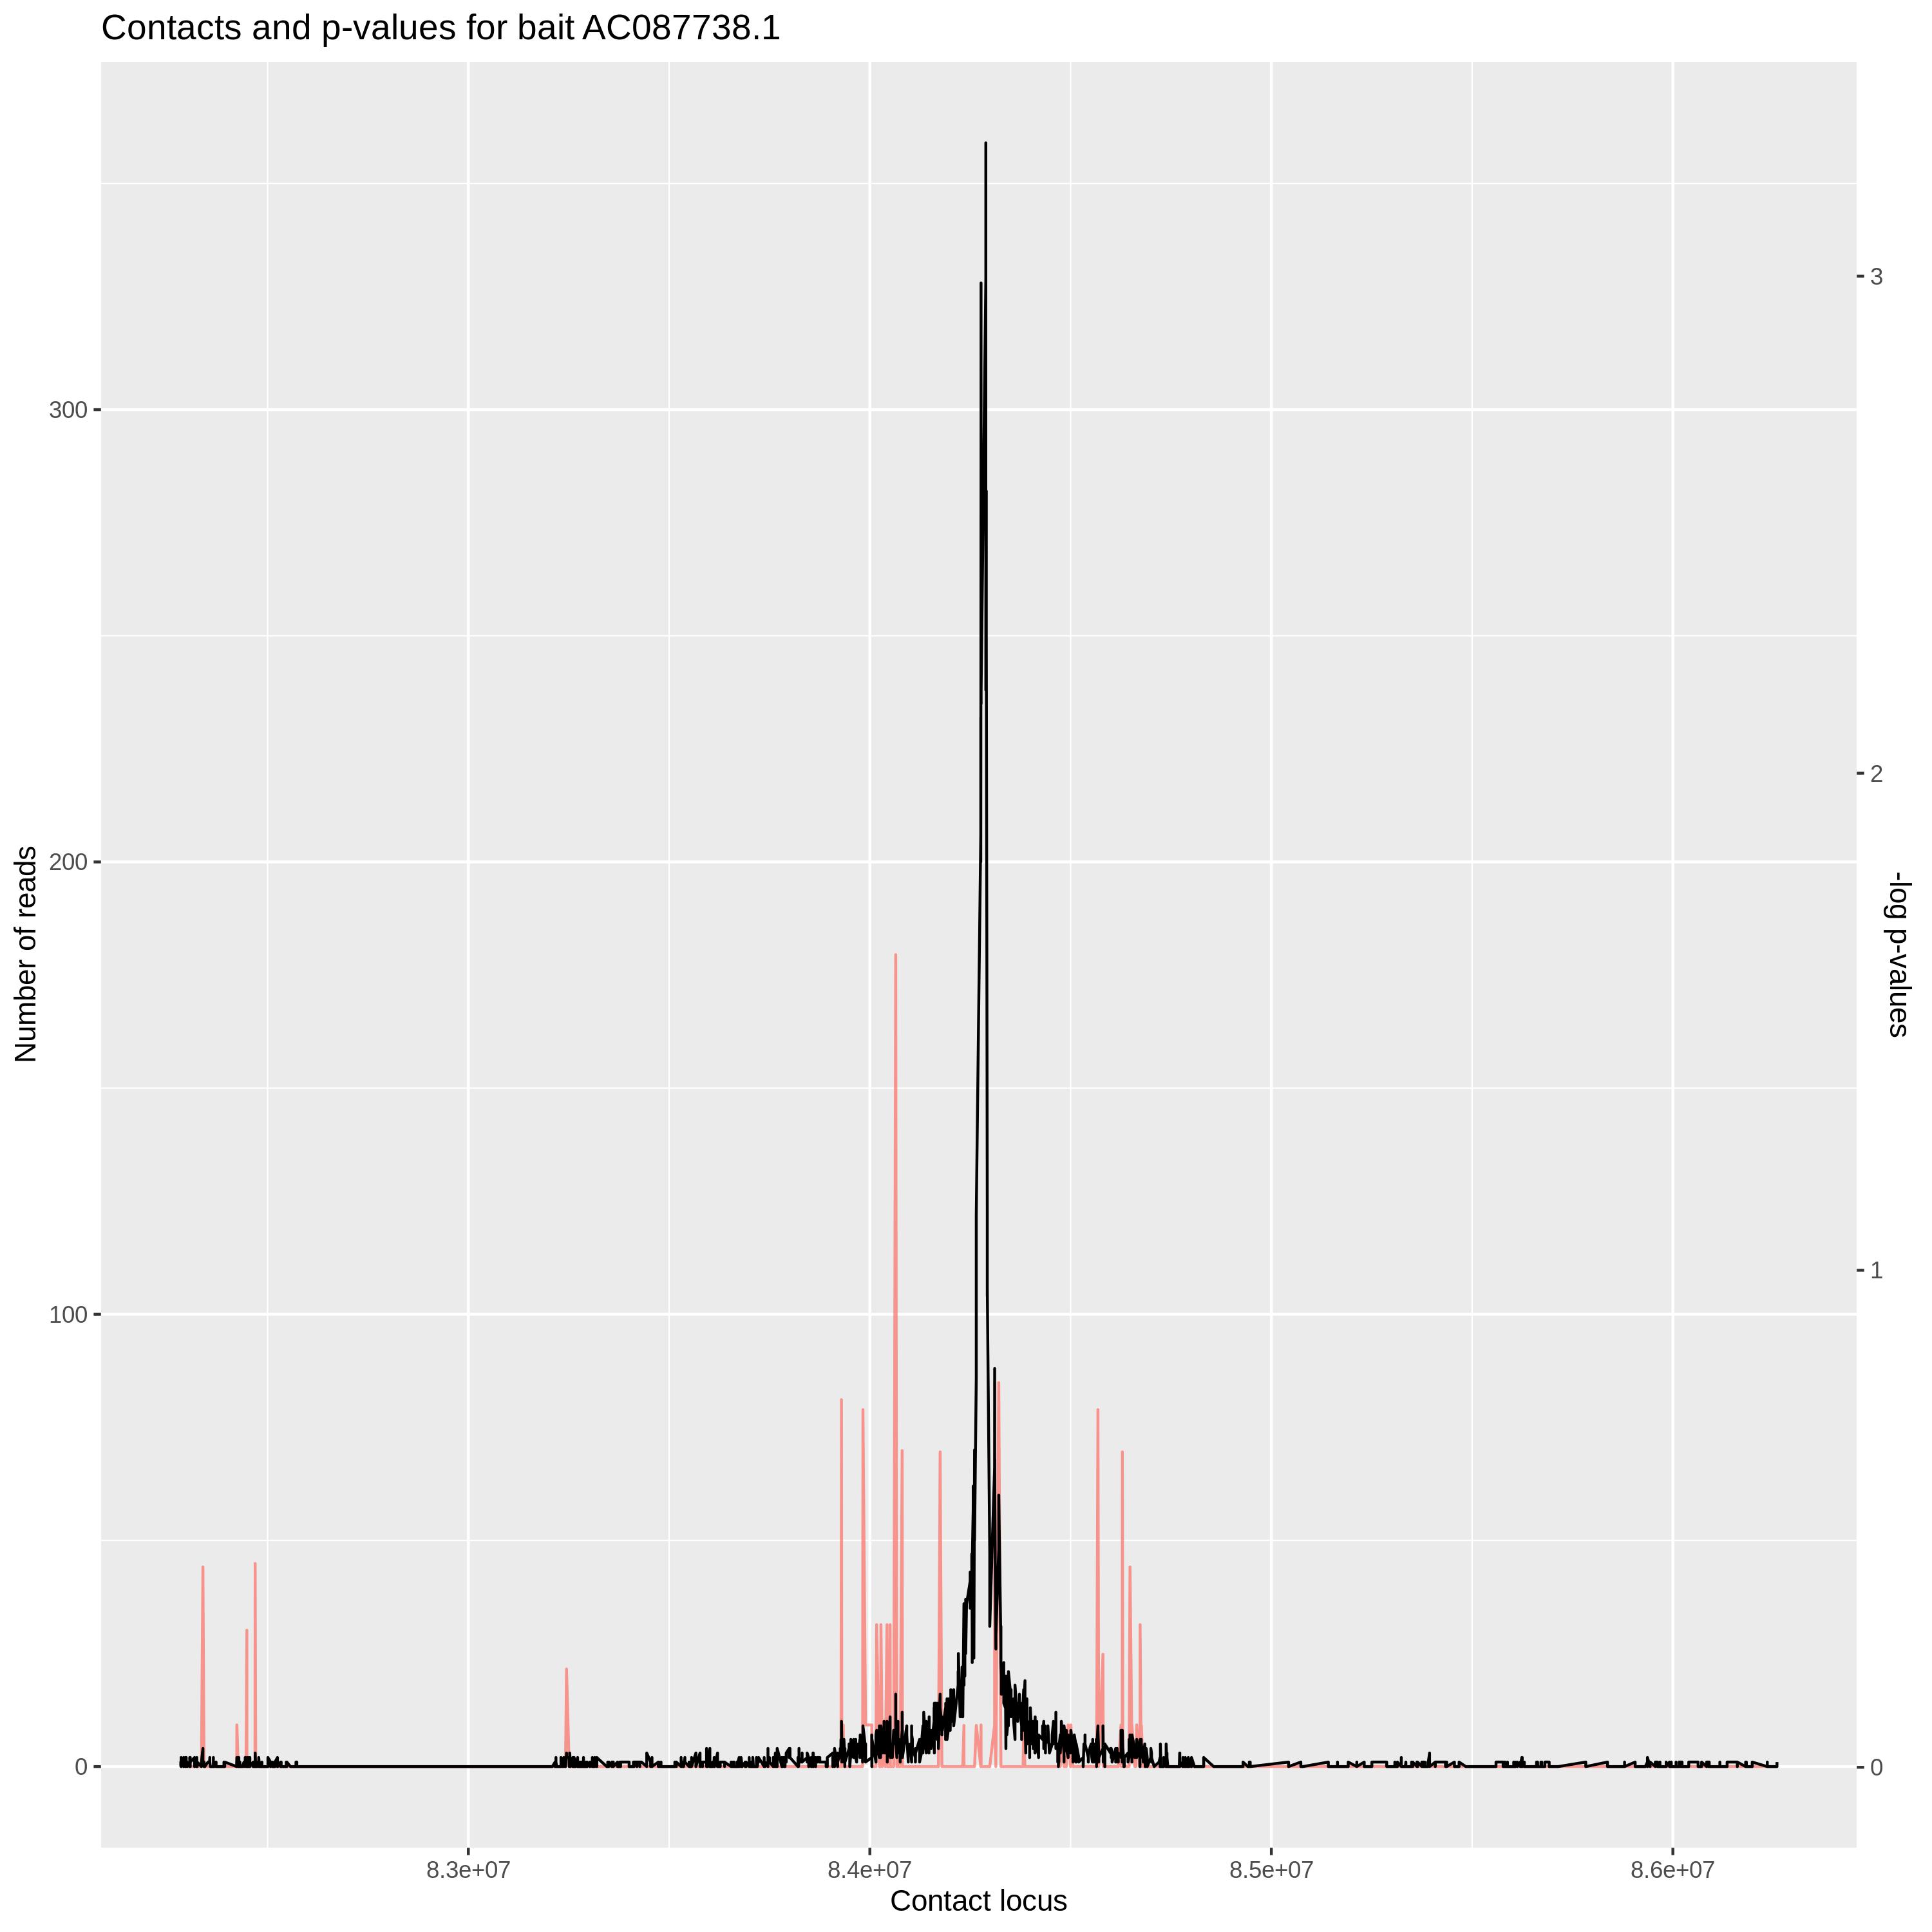 Contacts and p-values for bait AC087738.1
Number of reads
300
200
100
0
3
2
1
0
-log p-values
8.3e+07
8.4e+07
8.5e+07
8.6e+07
Contact locus